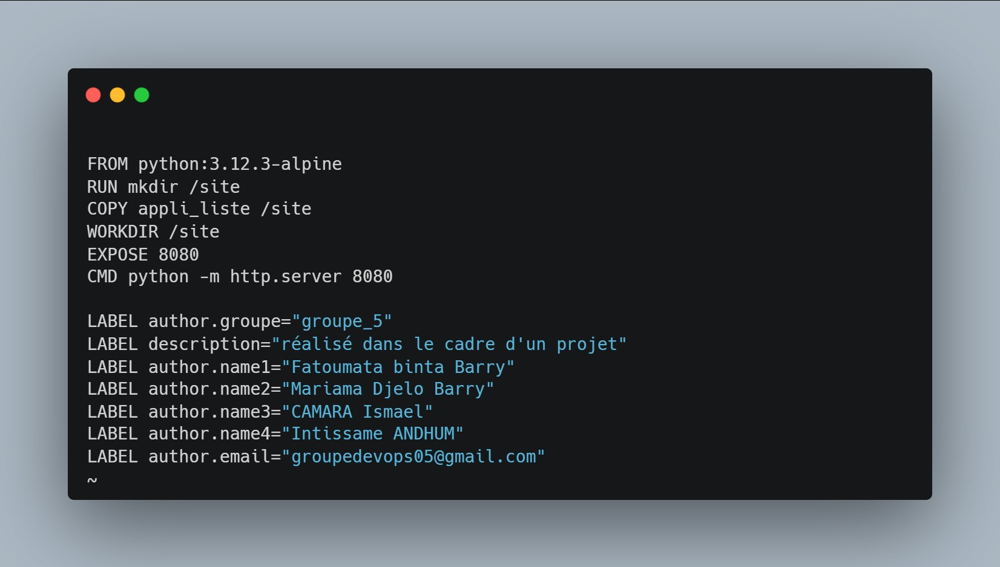 FROM python:3.12.3-alpine
RUN mkdir /site
COPY appli_liste /site
WORKDIR /site
EXPOSE 8080
CMD python -m http.server 8080
LABEL author.groupe="groupe_5"
LABEL description="réalisé dans le cadre d'un projet"
LABEL author.name1="Fatoumata binta Barry"
LABEL author.name2="Mariama Djelo Barry"
LABEL author.name3="CAMARA Ismael"
LABEL author.name4="Intissame ANDHUM"
LABEL author.email="groupedevops05@gmail.com"
~